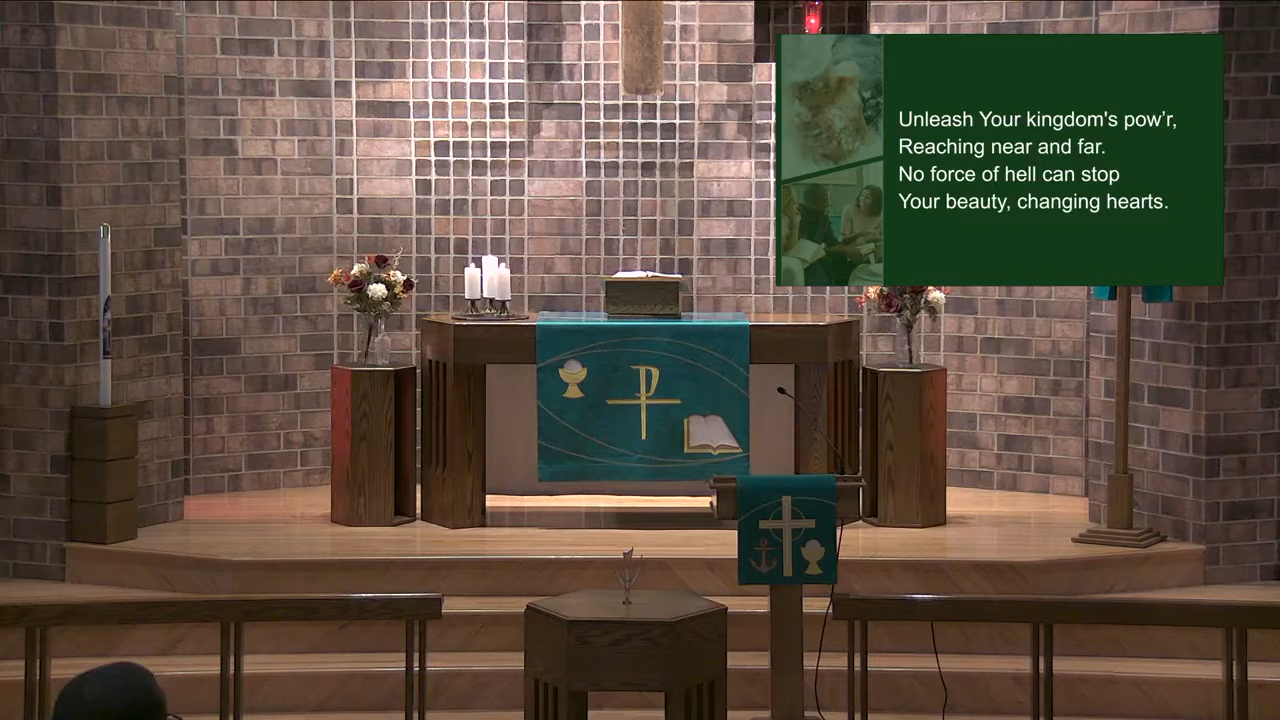 Unleash Your kingdom's pow’r,
Reaching near and far.
No force of hell can stop
Your beauty, changing hearts.